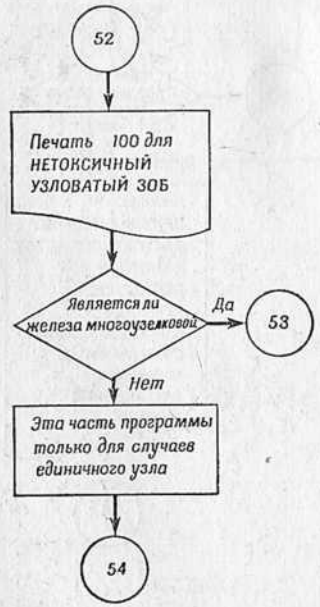 52
Печать 100 для
НЕТОКСИЧНЫЙ
УЗЛОВАТЫЙ ЗОБ
Является ли
железа многоузелковой
Да
53
Нет
Эта часть программы
только для случаев
единичного узла
54